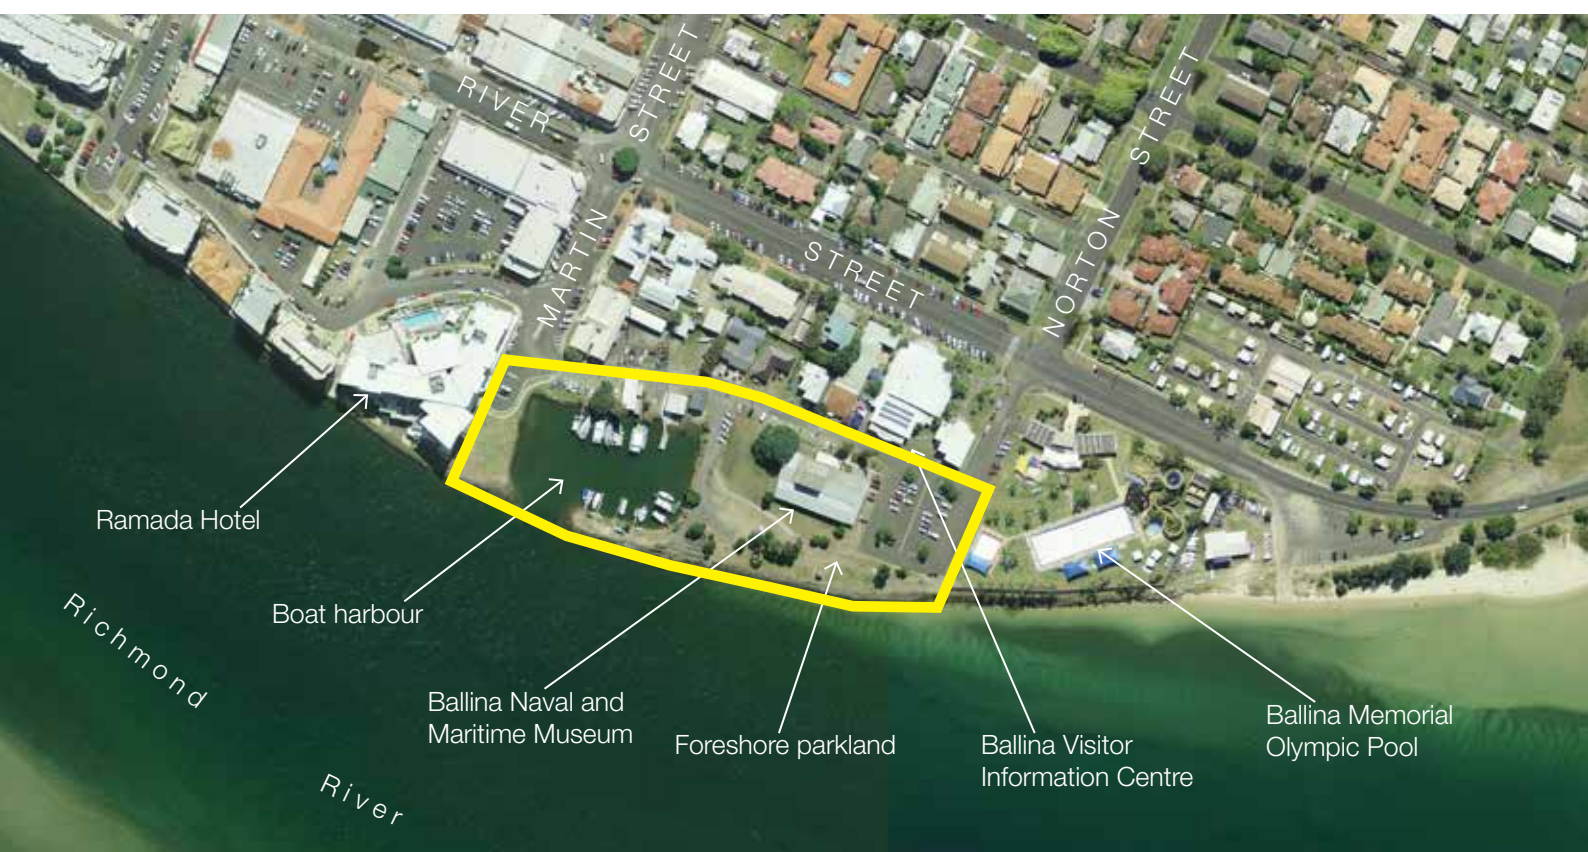 RIVER
STREET
STREET
MARTIN
STREET
NORTON
Ramada Hotel
Boat harbour
Richmond
River
Ballina Naval and
Maritime Museum
Foreshore parkland
Ballina Visitor
Information Centre
Ballina Memorial
Olympic Pool